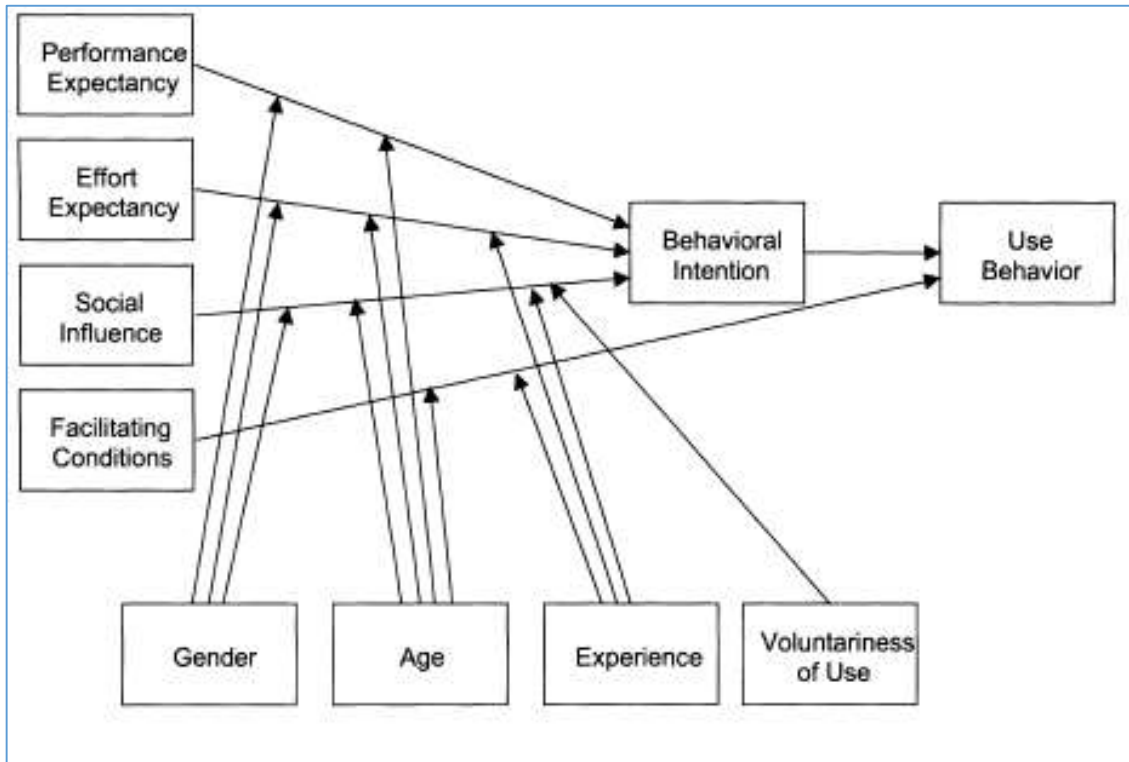 Performance
Expectancy
Effort
Expectancy
Social
Influence
Facilitating
Conditions
Behavioral
Intention
Use
Behavior
Gender
Age
Experience
Voluntariness
of Use